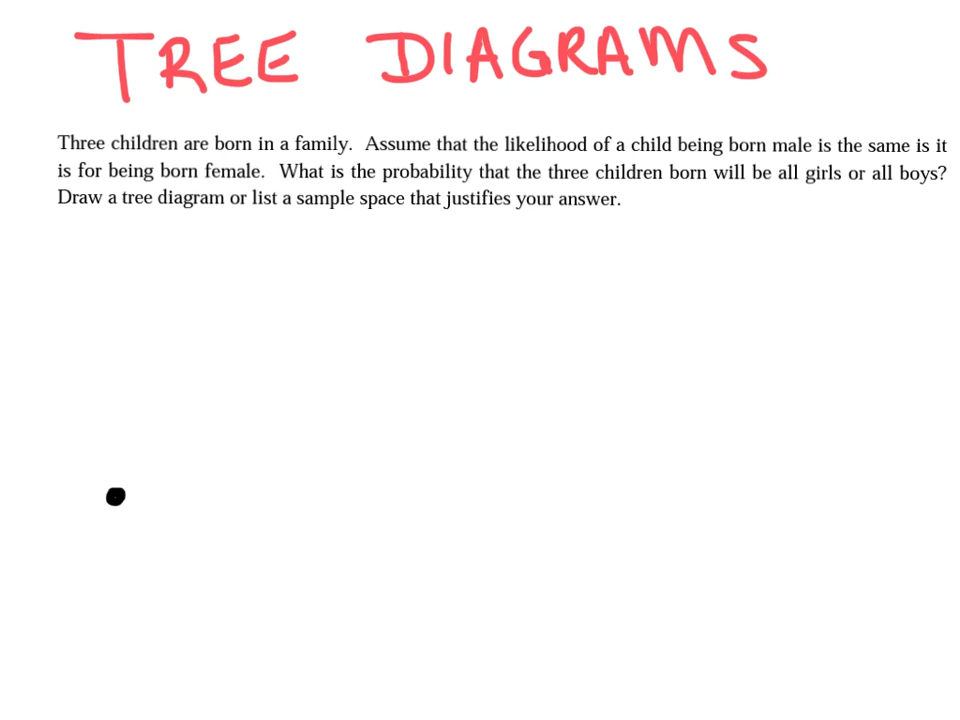 TREE DIAGRAMS
Three children are born in a family. Assume that the likelihood of a child being born male is the same is it
is for being born female. What is the probability that the three children born will be all girls or all boys?
Draw a tree diagram or list a sample space that justifies your answer.